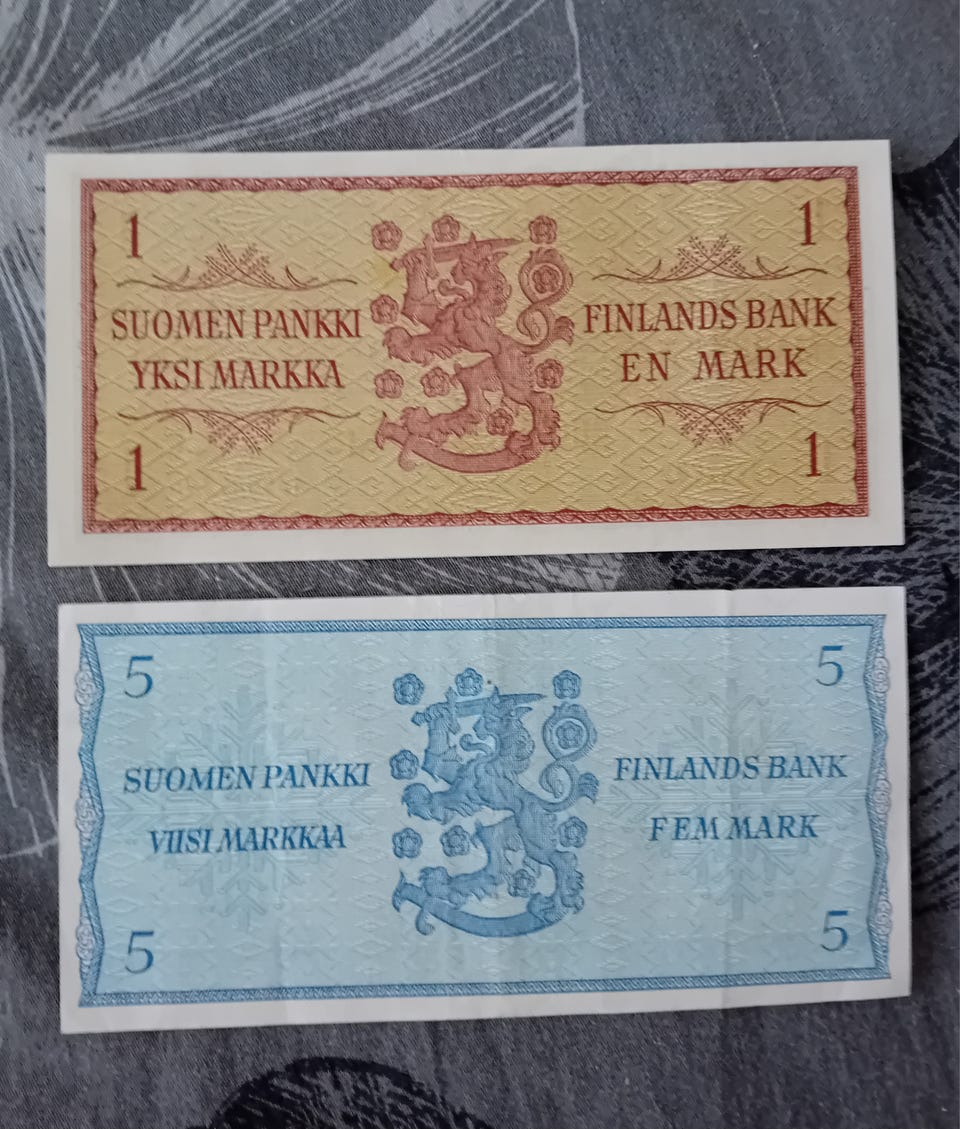 1 1
SUOMEN PANKKI FINLANDS BANK
YKSI MARKKA EN MARK
1 1
5 5
SUOMEN PANKKI FINLANDS BANK
VIISI MARKKAA FEM MARK
5 5